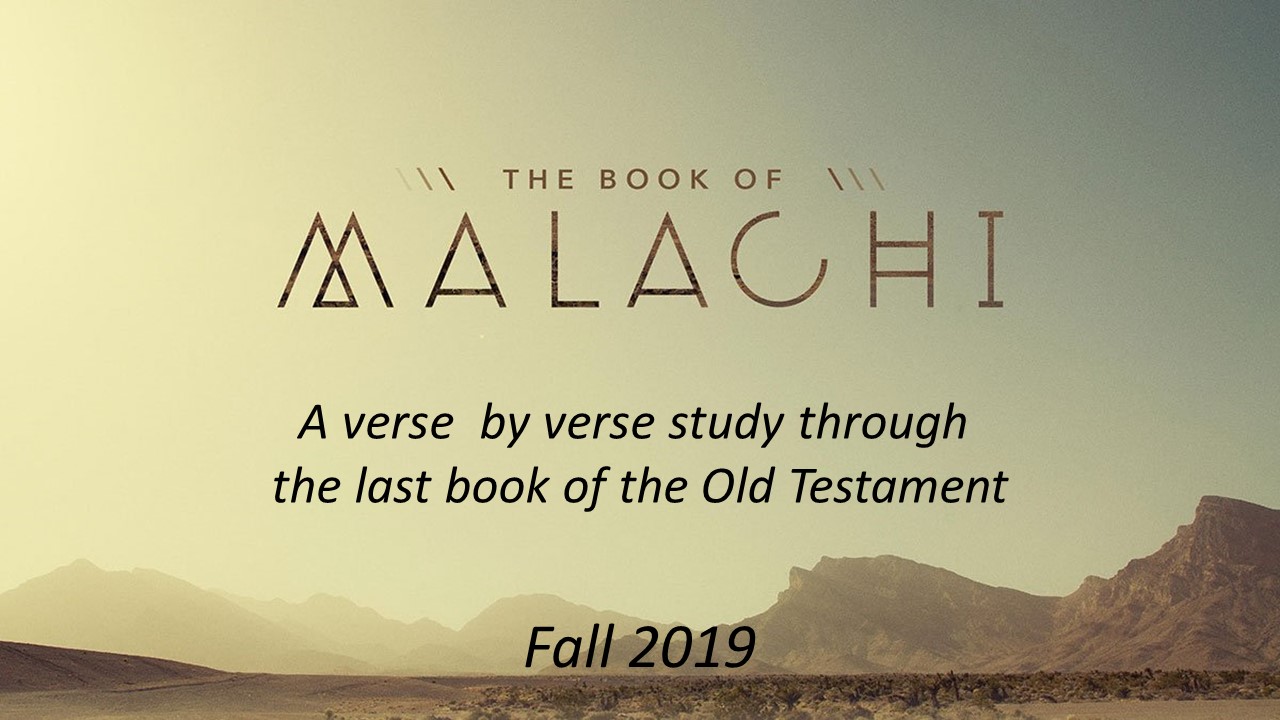 THE BOOK OF
MALACHI
A verse  by verse study through
the last book of the Old Testament
Fall 2019